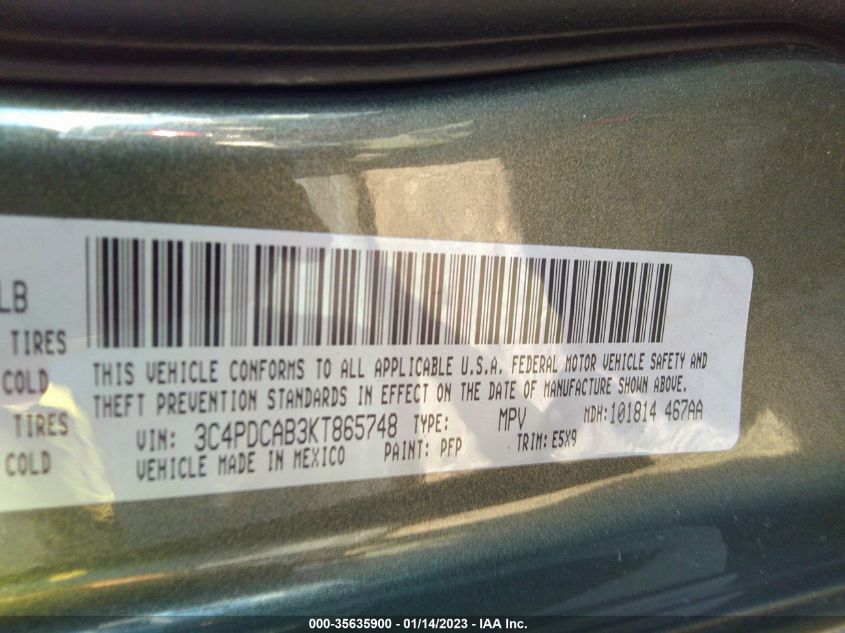 LB
TIRES
COLD
TIRES
COLD
THIS VEHICLE CONFORMS TO ALL APPLICABLE U.S.A. FEDERAL MOTOR VEHICLE SAFETY AND
THEFT PREVENTION STANDARDS IN EFFECT ON THE DATE OF MANUFACTURE SHOWN ABOVE.
VIN: 3C4PDCAB3KT865748 TYPE: MPV MDH:101814 467AA
VEHICLE MADE IN MEXICO PAINT: PFP TRIM: E5X9
000-35635900 - 01/14/2023 - IAA Inc.